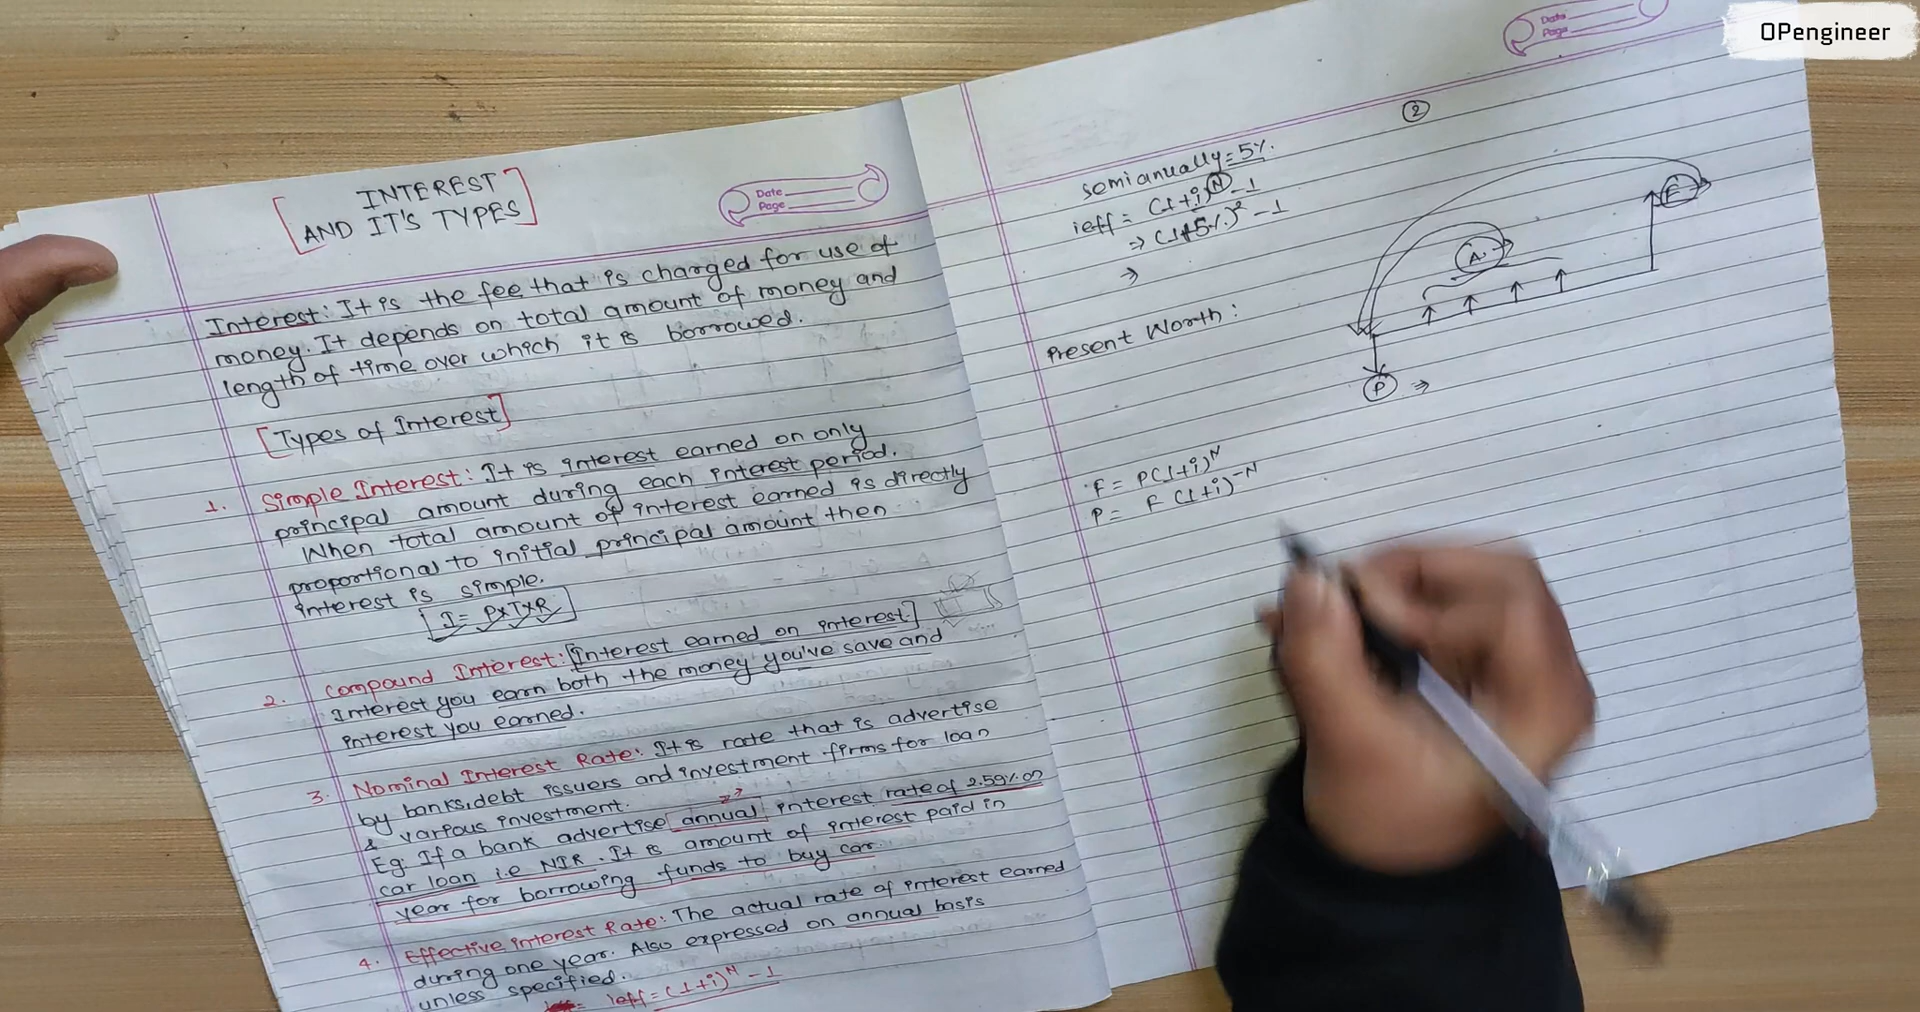 OPengineer
INTEREST
AND IT'S TYPES
Date
Page
Interest: It is the fee that is charged for use of
money. It depends on total amount of money and
length of time over which it is borrowed.
[Types of Interest]
1. Simple Interest: It is interest earned on only
principal amount during each interest period.
When total amount of interest earned is directly
proportional to initial principal amount then
interest is simple.
I = P×T×R
2. Compound Interest: [Interest earned on interest]
Interest you earn both the money you've save and
interest you earned.
3. Nominal Interest Rate: It is rate that is advertise
by banks, debt issuers and investment firms for loan
& various investment.
Eg. If a bank advertise annual interest rate of 2.59% on
car loan i.e NIR. It is amount of interest paid in
year for borrowing funds to buy car.
4. Effective interest Rate: The actual rate of interest earned
during one year. Also expressed on annual basis
unless specified.
ieff = (1+i)^N - 1
Date
Page
2
semianually = 5%.
ieff = (1+i)^N - 1
⇒ (1+5%)^2 - 1
⇒
Present Worth:
F
A
P ⇒
F = P(1+i)^N
P = F (1+i)^-N